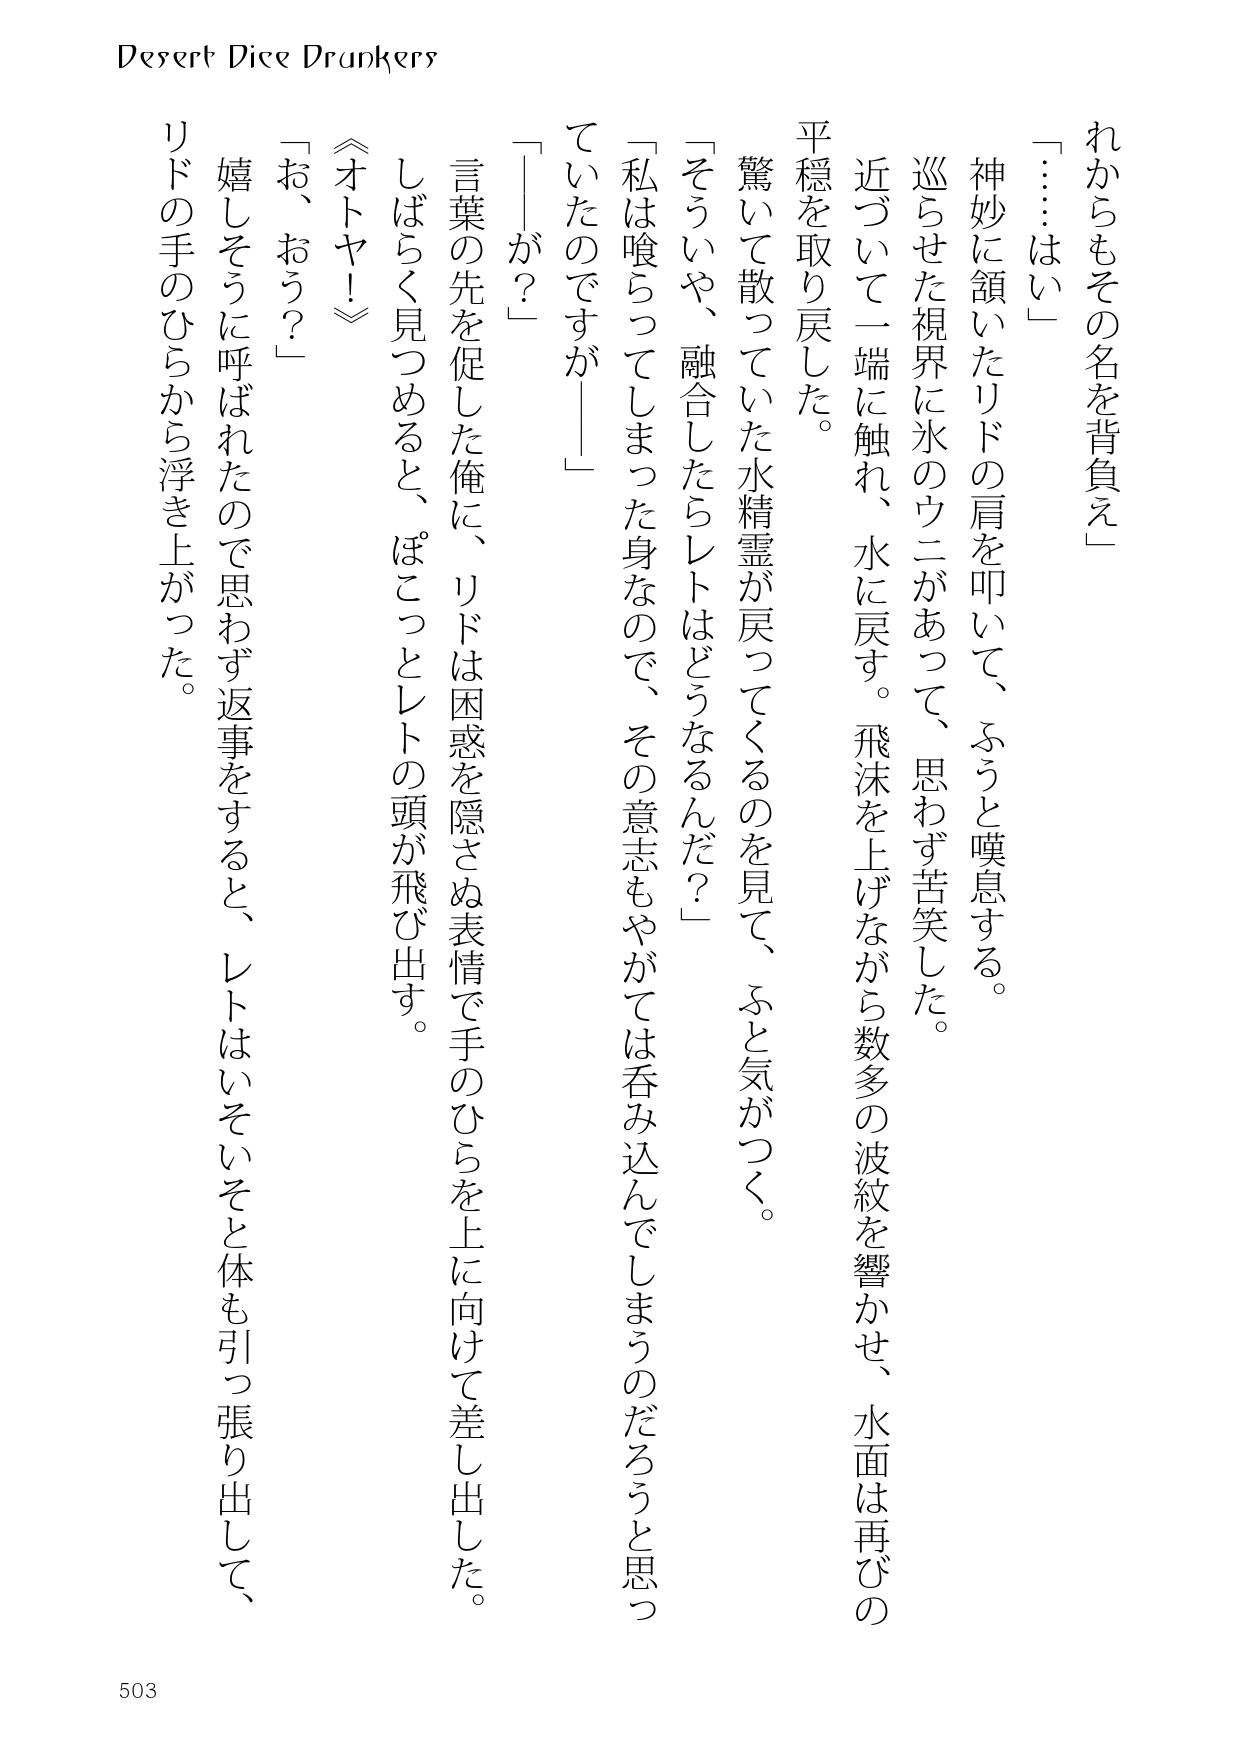 Desert Dice Drunkers
れからもその名を背負え」
「……はい」
神妙に頷いたリドの肩を叩いて、ふうと嘆息する。
巡らせた視界に氷のウニがあって、思わず苦笑した。
近づいて一端に触れ、水に戻す。飛沫を上げながら数多の波紋を響かせ、水面は再びの
平穏を取り戻した。
驚いて散っていた水精霊が戻ってくるのを見て、ふと気がつく。
「そういや、融合したらレトはどうなるんだ？」
「私は喰らってしまった身なので、その意志もやがては呑み込んでしまうのだろうと思っ
ていたのですが――」
「――が？」
言葉の先を促した俺に、リドは困惑を隠さぬ表情で手のひらを上に向けて差し出した。
しばらく見つめると、ぽこっとレトの頭が飛び出す。
《オトヤ！》
「お、おう？」
嬉しそうに呼ばれたので思わず返事をすると、レトはいそいそと体も引っ張り出して、
リドの手のひらから浮き上がった。
503